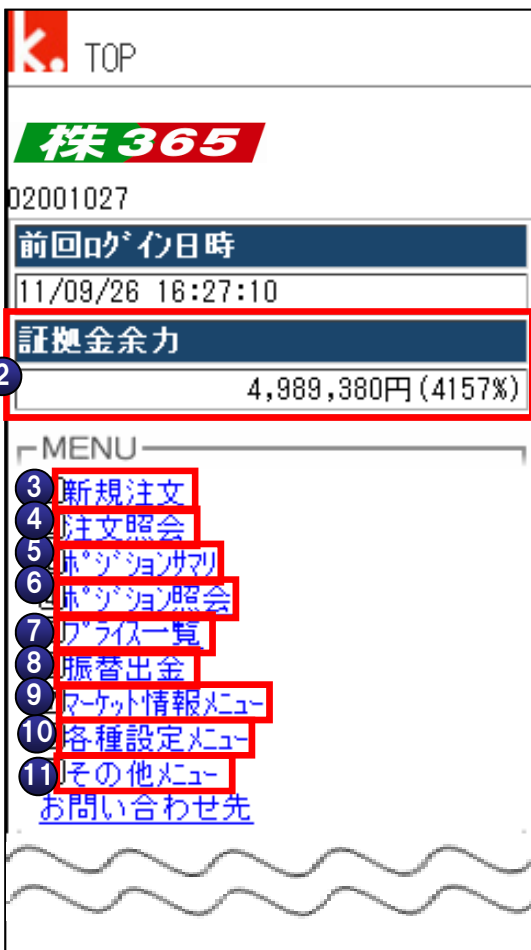 k. TOP
株365
02001027
前回ﾛｸﾞｲﾝ日時
11/09/26 16:27:10
証拠金余力
2
4,989,380円(4157%)
MENU
3 新規注文
4 注文照会
5 ﾎﾟｼﾞｼｮﾝｻﾏﾘ
6 ﾎﾟｼﾞｼｮﾝ照会
7 ﾌﾟﾗｲｽ一覧
8 振替出金
9 ﾏｰｹｯﾄ情報ﾒﾆｭｰ
10 各種設定ﾒﾆｭｰ
11 その他ﾒﾆｭｰ
お問い合わせ先